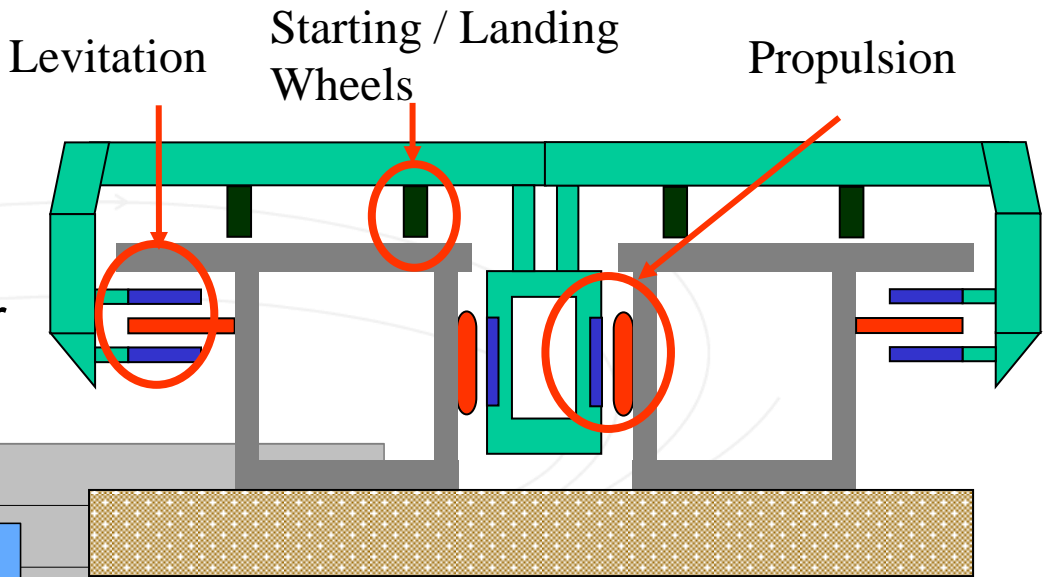 Levitation
Starting / Landing
Wheels
Propulsion
r